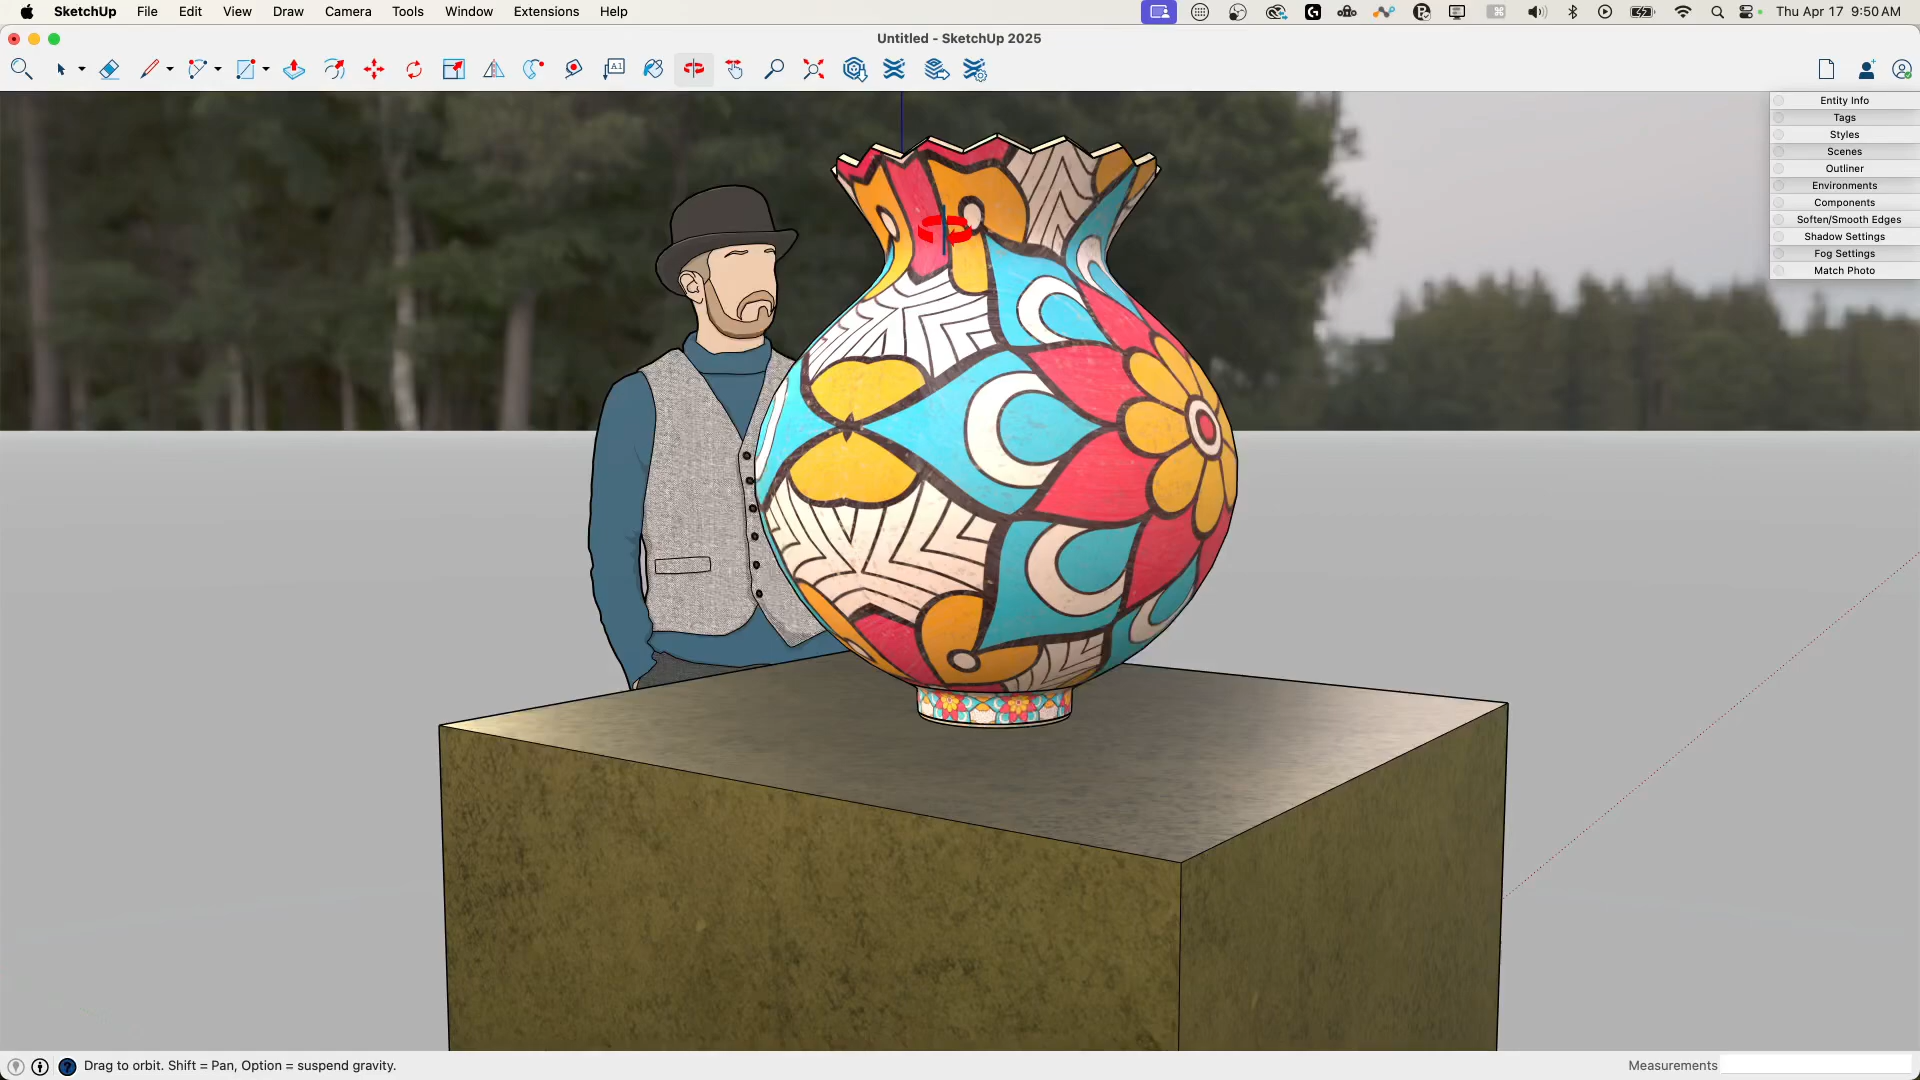 SketchUp File Edit View Draw Camera Tools Window Extensions Help
Thu Apr 17 9:50 AM
Untitled - SketchUp 2025
A1
Entity Info
Tags
Styles
Scenes
Outliner
Environments
Components
Soften/Smooth Edges
Shadow Settings
Fog Settings
Match Photo
Drag to orbit. Shift = Pan, Option = suspend gravity.
Measurements